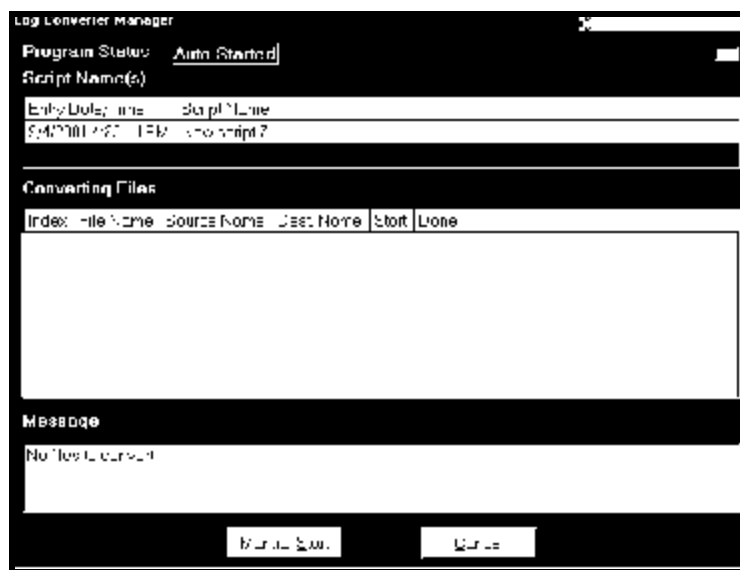 Log Converter Manager
Program Status Auto Started
Script Name(s)
Entry Date/Time Script Name
Converting Files
Index File Name Source Name Dest Name Start Done
Message
No files to convert
Manual Start Cancel